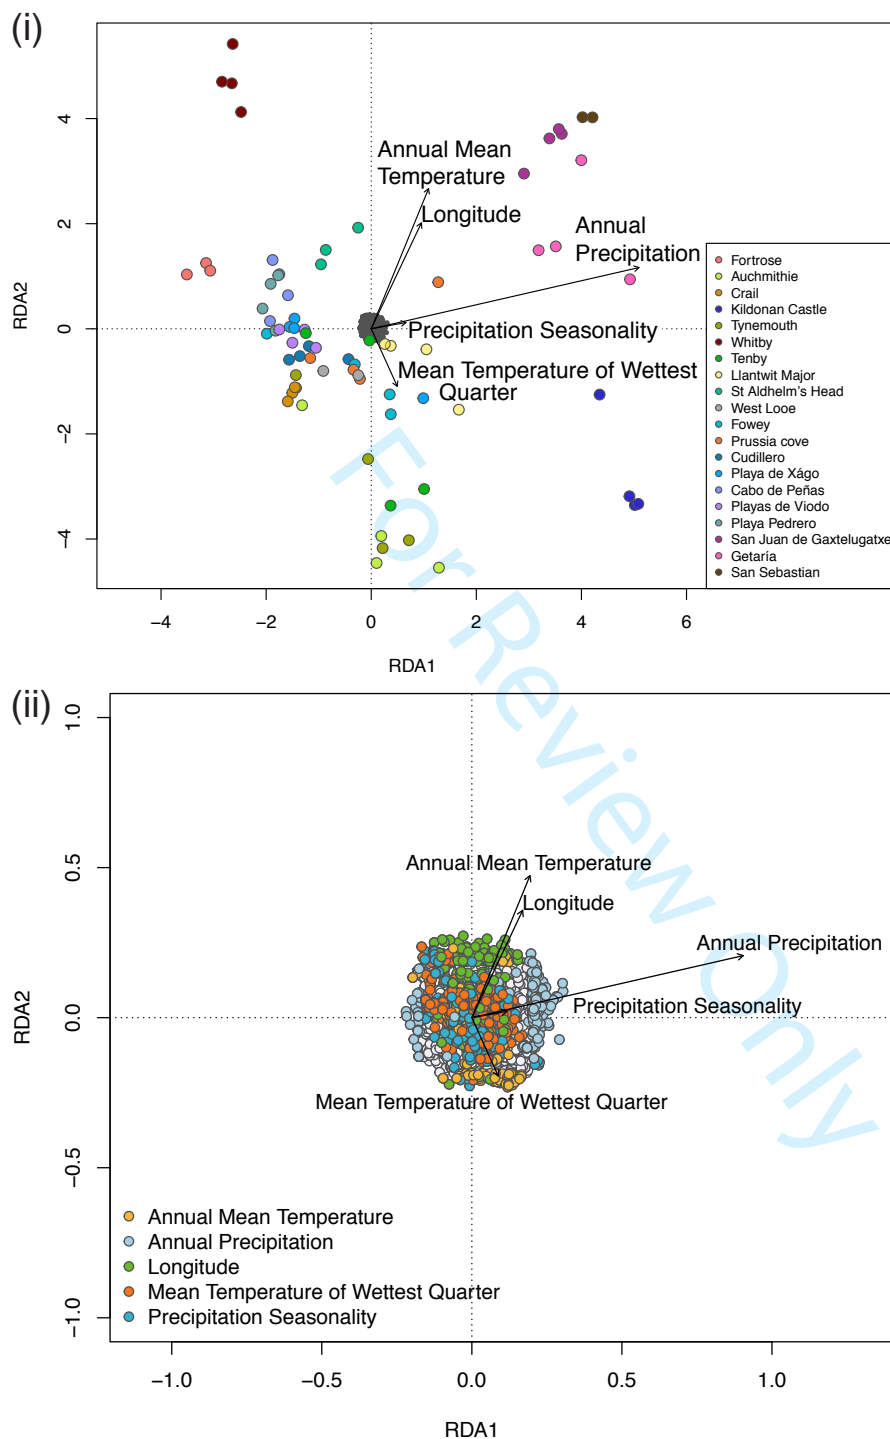 (i)
RDA2
4
2
0
−2
−4
Annual Mean
Temperature
Longitude
Annual
Precipitation
Precipitation Seasonality
Mean Temperature of Wettest
Quarter
Fortrose
Auchmithie
Crail
Kildonan Castle
Tynemouth
Whitby
Tenby
Llantwit Major
St Aldhelm's Head
West Looe
Fowey
Prussia cove
Cudillero
Playa de Xágo
Cabo de Peñas
Playas de Viodo
Playa Pedrero
San Juan de Gaxtelugatxe
Getaría
San Sebastian
−4 −2 0 2 4 6
RDA1
(ii)
RDA2
1.0
0.5
0.0
−0.5
−1.0
Annual Mean Temperature
Longitude
Annual Precipitation
Precipitation Seasonality
Mean Temperature of Wettest Quarter
Annual Mean Temperature
Annual Precipitation
Longitude
Mean Temperature of Wettest Quarter
Precipitation Seasonality
−1.0 −0.5 0.0 0.5 1.0
RDA1
For Review Only